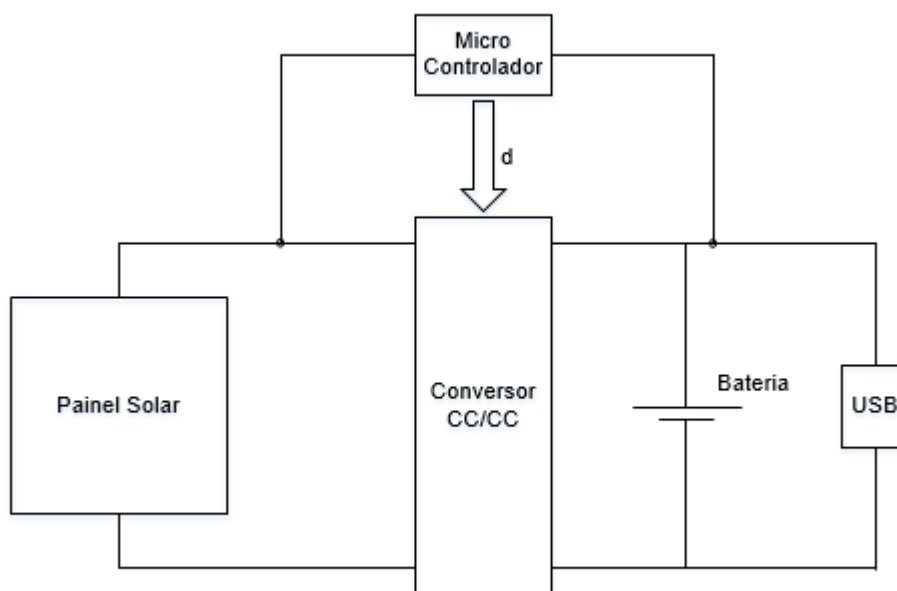 Micro
Controlador
d
Painel Solar
Conversor
CC/CC
Bateria
USB